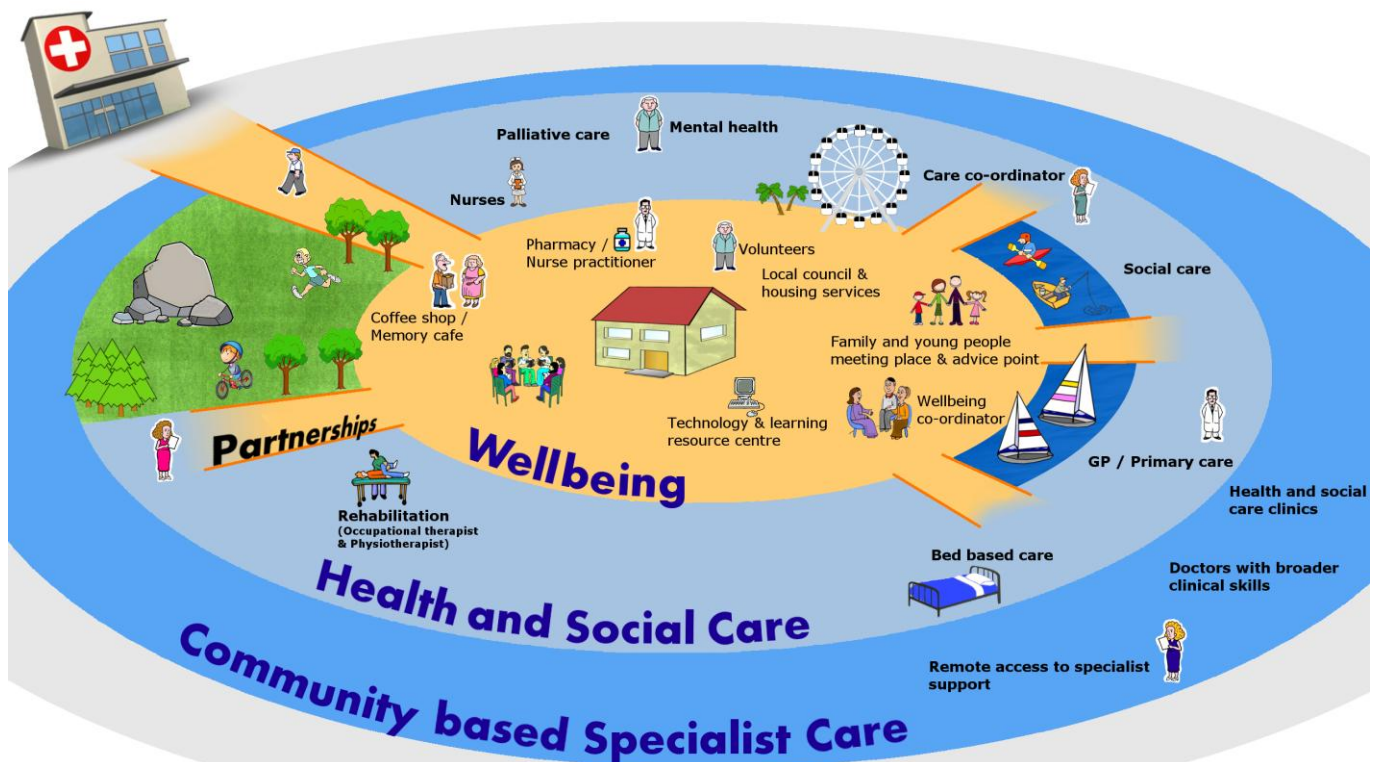 Palliative care
Mental health
Nurses
Care co-ordinator
Pharmacy /
Nurse practitioner
Volunteers
Local council &
housing services
Social care
Coffee shop /
Memory cafe
Family and young people
meeting place & advice point
Technology & learning
resource centre
Wellbeing
co-ordinator
Partnerships
Wellbeing
GP / Primary care
Health and social
care clinics
Rehabilitation
(Occupational therapist
& Physiotherapist)
Bed based care
Doctors with broader
clinical skills
Health and Social Care
Remote access to specialist
support
Community based Specialist Care